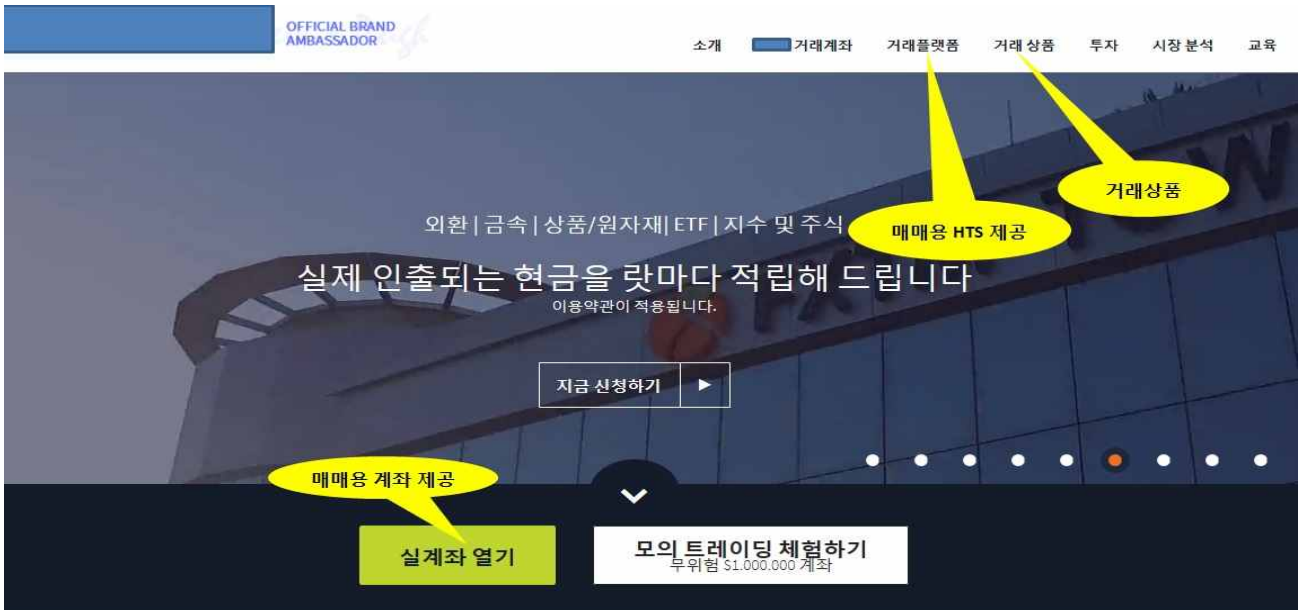 OFFICIAL BRAND
AMBASSADOR
소개 거래계좌 거래플랫폼 거래 상품 투자 시장 분석 교육
거래상품
매매용 HTS 제공
외환 | 금속 | 상품/원자재| ETF | 지수 및 주식
실제 인출되는 현금을 랏마다 적립해 드립니다
이용약관이 적용됩니다.
지금 신청하기
매매용 계좌 제공
실계좌 열기
모의 트레이딩 체험하기
무위험 $1.000.000 계좌